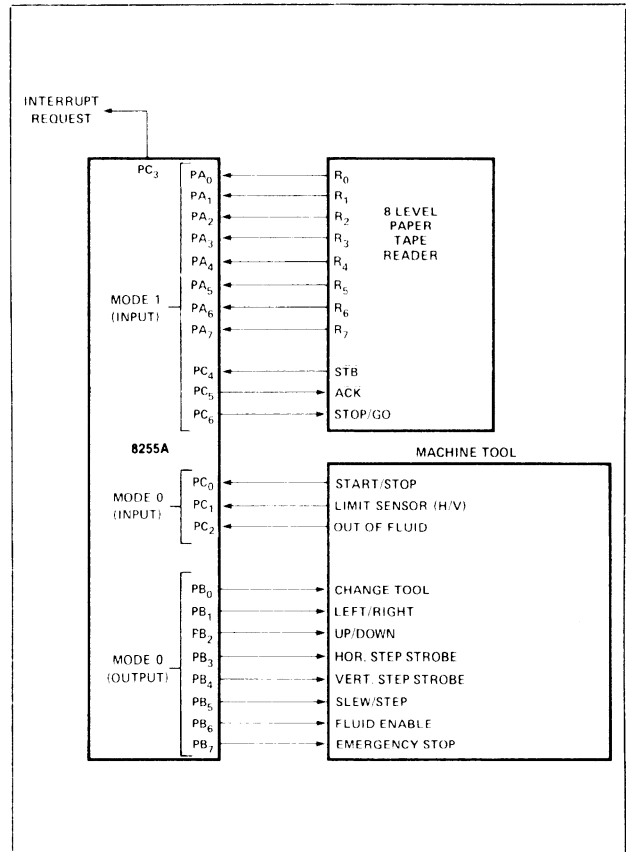 INTERRUPT
REQUEST
PC3
PA0 R0
PA1 R1
PA2 R2
PA3 R3
PA4 R4
PA5 R5
PA6 R6
PA7 R7
8 LEVEL
PAPER
TAPE
READER
MODE 1
(INPUT)
PC4 STB
PC5 ACK
PC6 STOP/GO
8255A
MACHINE TOOL
MODE 0
(INPUT)
PC0 START/STOP
PC1 LIMIT SENSOR (H/V)
PC2 OUT OF FLUID
MODE 0
(OUTPUT)
PB0 CHANGE TOOL
PB1 LEFT/RIGHT
PB2 UP/DOWN
PB3 HOR. STEP STROBE
PB4 VERT. STEP STROBE
PB5 SLEW/STEP
PB6 FLUID ENABLE
PB7 EMERGENCY STOP